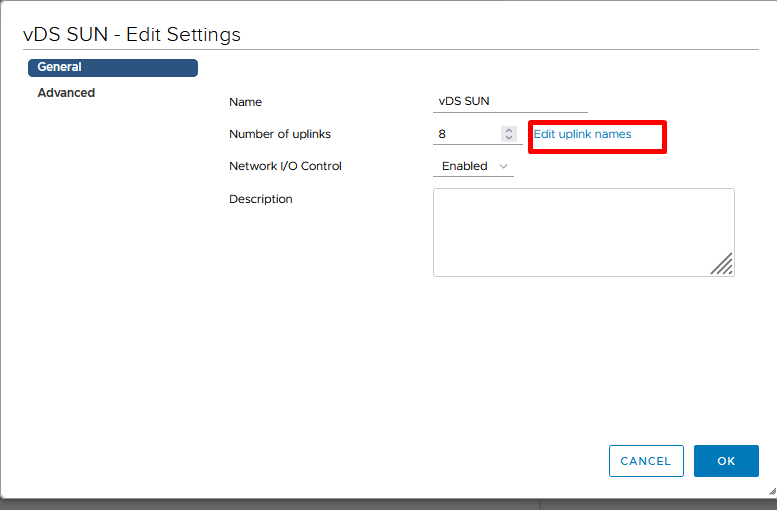 vDS SUN - Edit Settings
General
Advanced
Name vDS SUN
Number of uplinks 8 Edit uplink names
Network I/O Control Enabled
Description
CANCEL OK